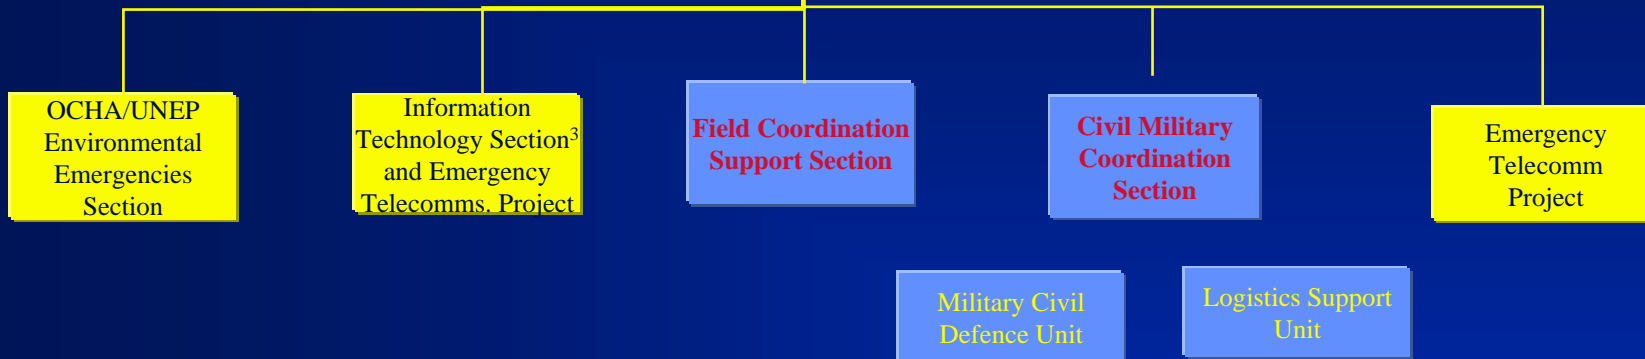 OCHA/UNEP
Environmental
Emergencies
Section
Information
Technology Section³
and Emergency
Telecomms. Project
Field Coordination
Support Section
Civil Military
Coordination
Section
Emergency
Telecomm
Project
Military Civil
Defence Unit
Logistics Support
Unit